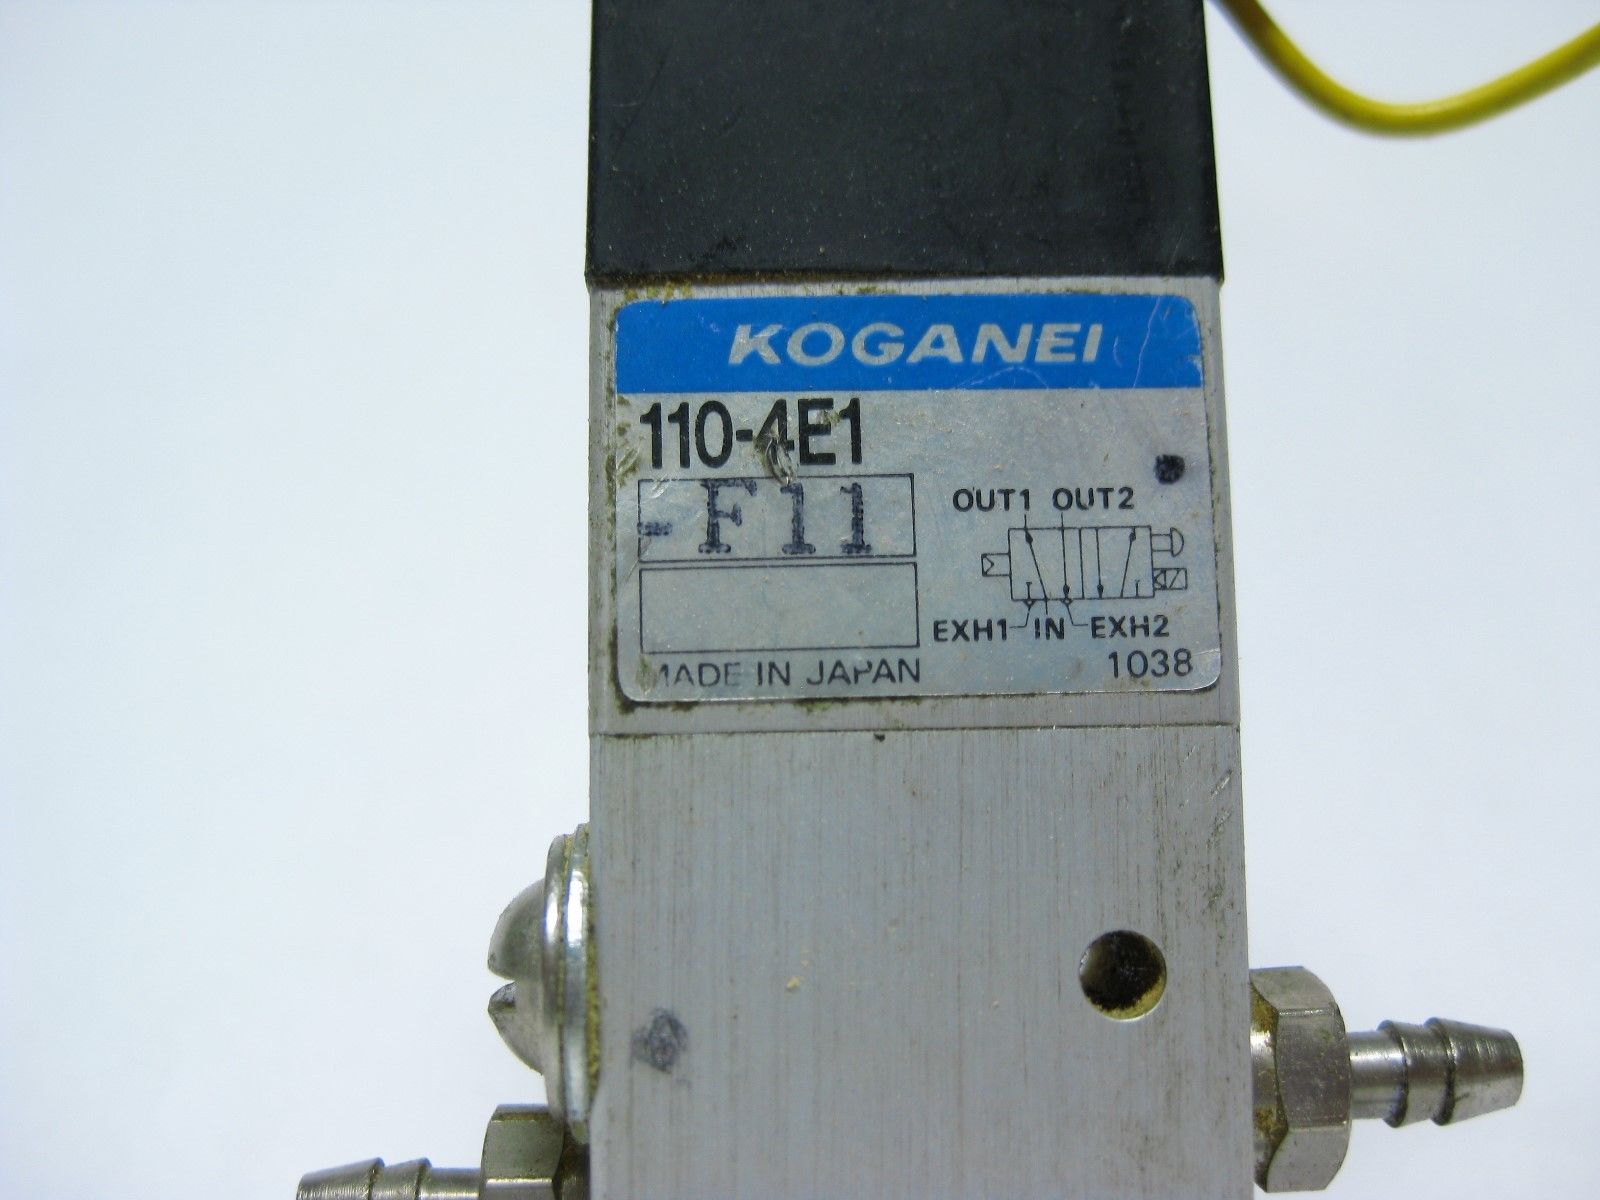 KOGANEI
110-4E1
-F11
OUT1 OUT2
EXH1 IN EXH2
MADE IN JAPAN
1038